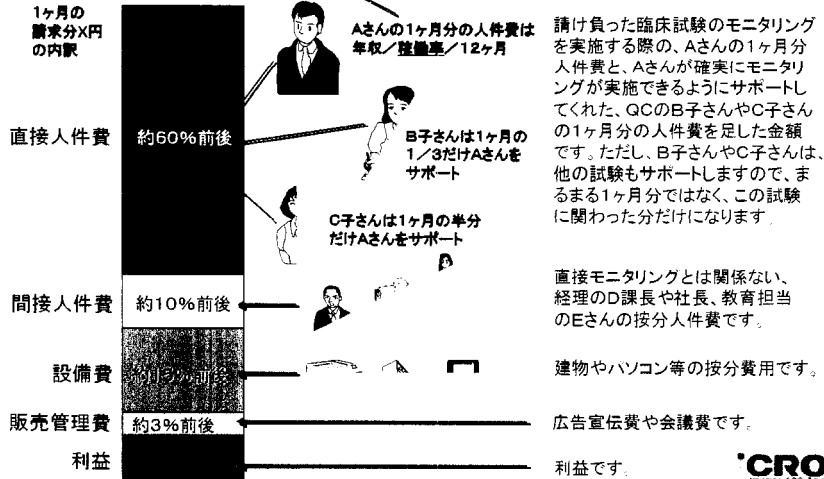 1ヶ月の
請求分X円
の内訳
Aさんの1ヶ月分の人件費は
年収/稼働率/12ヶ月
請け負った臨床試験のモニタリング
を実施する際の、Aさんの1ヶ月分
人件費と、Aさんが確実にモニタリ
ングが実施できるようにサポートし
てくれた、QCのB子さんやC子さん
の1ヶ月分の人件費を足した金額
です。ただし、B子さんやC子さんは、
他の試験もサポートしますので、ま
るまる1ヶ月分ではなく、この試験
に関わった分だけになります。
直接人件費
約60%前後
B子さんは1ヶ月の
1/3だけAさんを
サポート
C子さんは1ヶ月の半分
だけAさんをサポート
間接人件費
約10%前後
直接モニタリングとは関係ない、
経理のD課長や社長、教育担当
のEさんの按分人件費です。
設備費
建物やパソコン等の按分費用です。
販売管理費
約3%前後
広告宣伝費や会議費です。
利益
利益です。
CRO